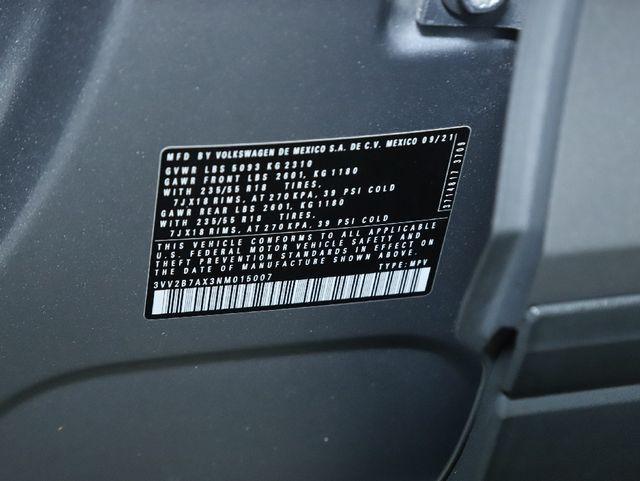 MFD BY VOLKSWAGEN DE MEXICO S.A. DE C.V. MEXICO 09/21
GVWR LBS 5093 KG 2310
GAWR FRONT LBS 2601, KG 1180
WITH 235/55 R18 TIRES.
7JX18 RIMS, AT 270 KPA, 39 PSI COLD
GAWR REAR LBS 2601, KG 1180
WITH 235/55 R18 TIRES.
7JX18 RIMS, AT 270 KPA, 39 PSI COLD
THIS VEHICLE CONFORMS TO ALL APPLICABLE
U.S. FEDERAL MOTOR VEHICLE SAFETY AND
THEFT PREVENTION STANDARDS IN EFFECT ON
THE DATE OF MANUFACTURE SHOWN ABOVE.
3VV2B7AX3NM015007 TYPE: MPV